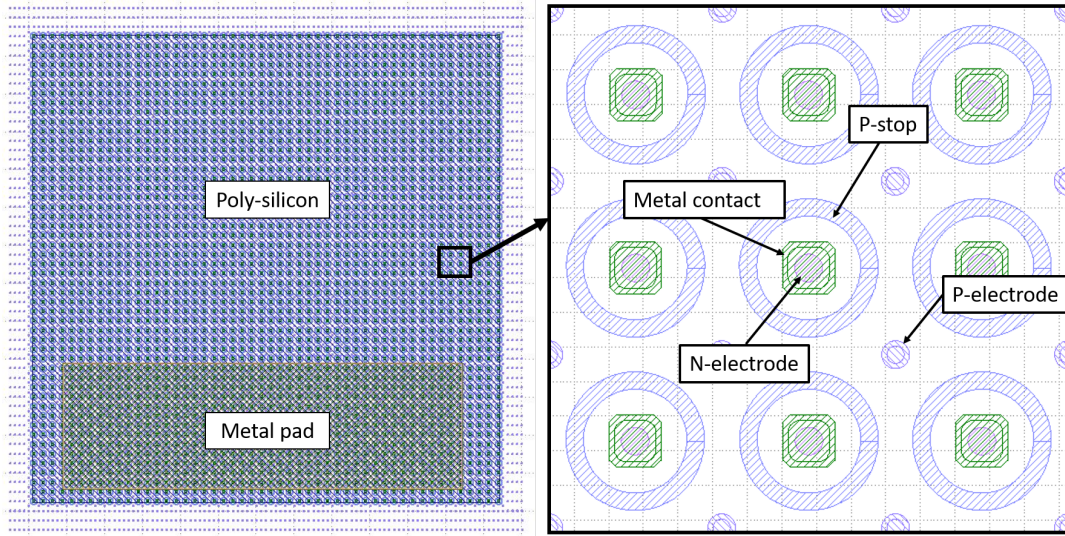 Poly-silicon
Metal pad
P-stop
Metal contact
P-electrode
N-electrode